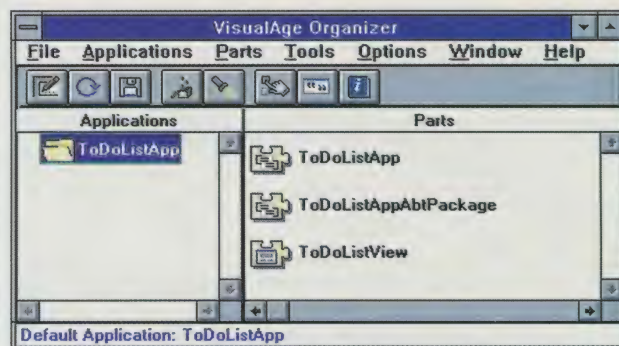 VisualAge Organizer
File Applications Parts Tools Options Window Help
Applications
Parts
ToDoListApp
ToDoListApp
ToDoListAppAbtPackage
ToDoListView
Default Application: ToDoListApp